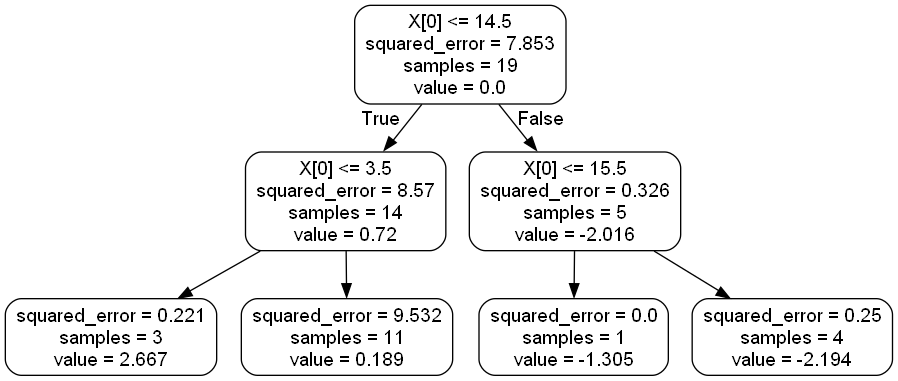 X[0] <= 14.5
squared_error = 7.853
samples = 19
value = 0.0
True
False
X[0] <= 3.5
squared_error = 8.57
samples = 14
value = 0.72
X[0] <= 15.5
squared_error = 0.326
samples = 5
value = -2.016
squared_error = 0.221
samples = 3
value = 2.667
squared_error = 9.532
samples = 11
value = 0.189
squared_error = 0.0
samples = 1
value = -1.305
squared_error = 0.25
samples = 4
value = -2.194